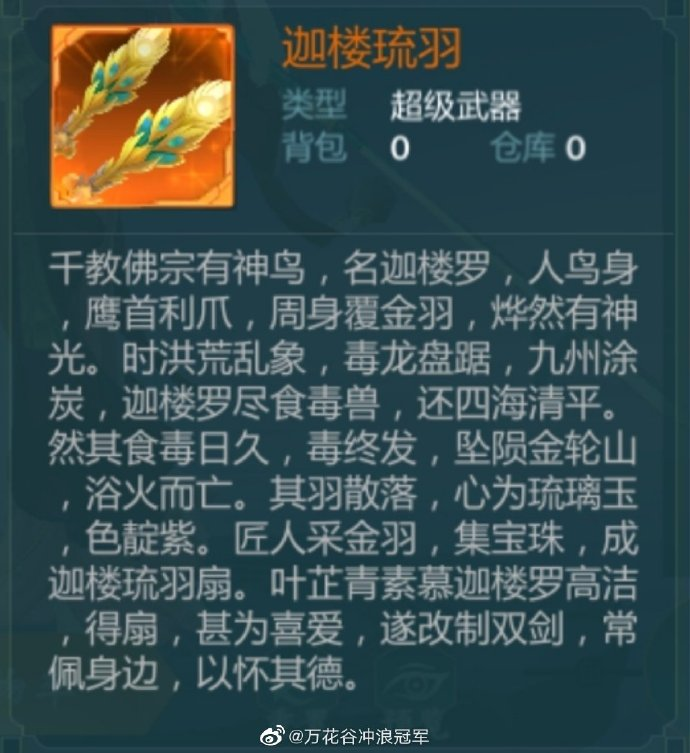 迦楼琉羽
类型 超级武器
背包 0 仓库 0
千教佛宗有神鸟，名迦楼罗，人鸟身
，鹰首利爪，周身覆金羽，烨然有神
光。时洪荒乱象，毒龙盘踞，九州涂
炭，迦楼罗尽食毒兽，还四海清平。
然其食毒日久，毒终发，坠陨金轮山
，浴火而亡。其羽散落，心为琉璃玉
，色靛紫。匠人采金羽，集宝珠，成
迦楼琉羽扇。叶芷青素慕迦楼罗高洁
，得扇，甚为喜爱，遂改制双剑，常
佩身边，以怀其德。
@万花谷冲浪冠军